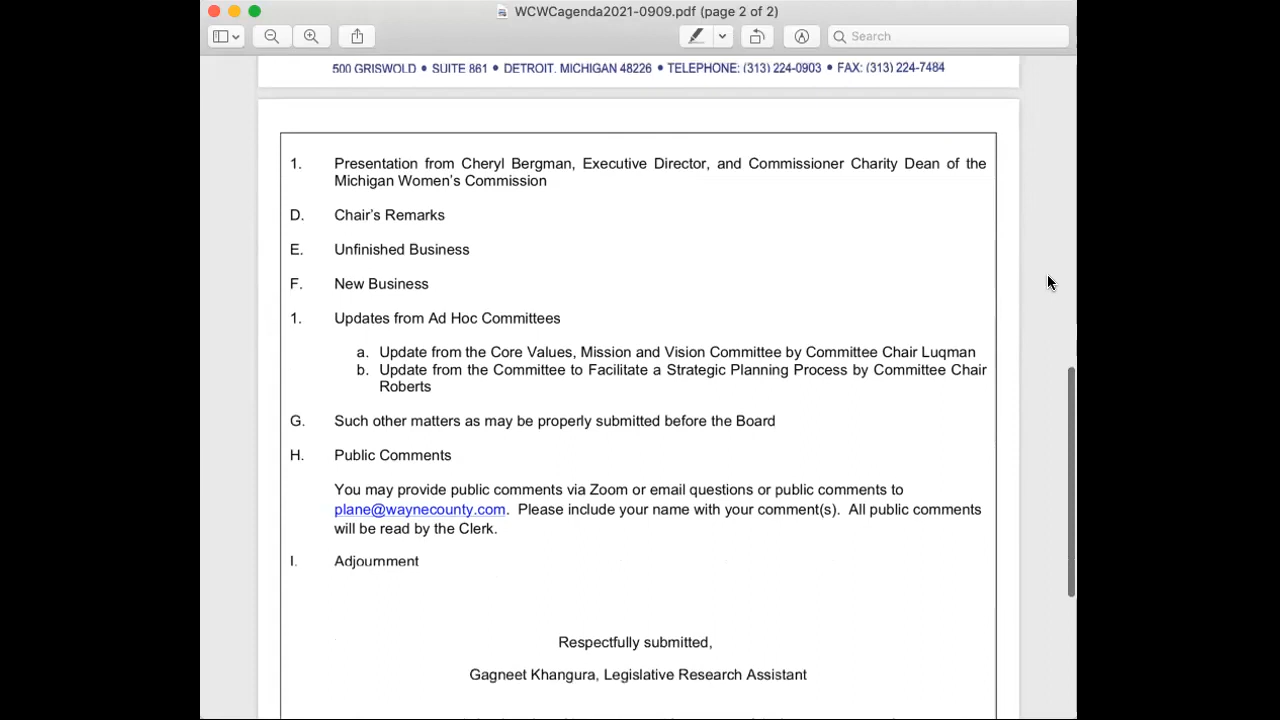 WCWCagenda2021-0909.pdf (page 2 of 2)
Search
500 GRISWOLD • SUITE 861 • DETROIT, MICHIGAN 48226 • TELEPHONE: (313) 224-0903 • FAX: (313) 224-7484
1. Presentation from Cheryl Bergman, Executive Director, and Commissioner Charity Dean of the
Michigan Women's Commission
D. Chair's Remarks
E. Unfinished Business
F. New Business
1. Updates from Ad Hoc Committees
a. Update from the Core Values, Mission and Vision Committee by Committee Chair Luqman
b. Update from the Committee to Facilitate a Strategic Planning Process by Committee Chair
Roberts
G. Such other matters as may be properly submitted before the Board
H. Public Comments
You may provide public comments via Zoom or email questions or public comments to
plane@waynecounty.com. Please include your name with your comment(s). All public comments
will be read by the Clerk.
I. Adjournment
Respectfully submitted,
Gagneet Khangura, Legislative Research Assistant